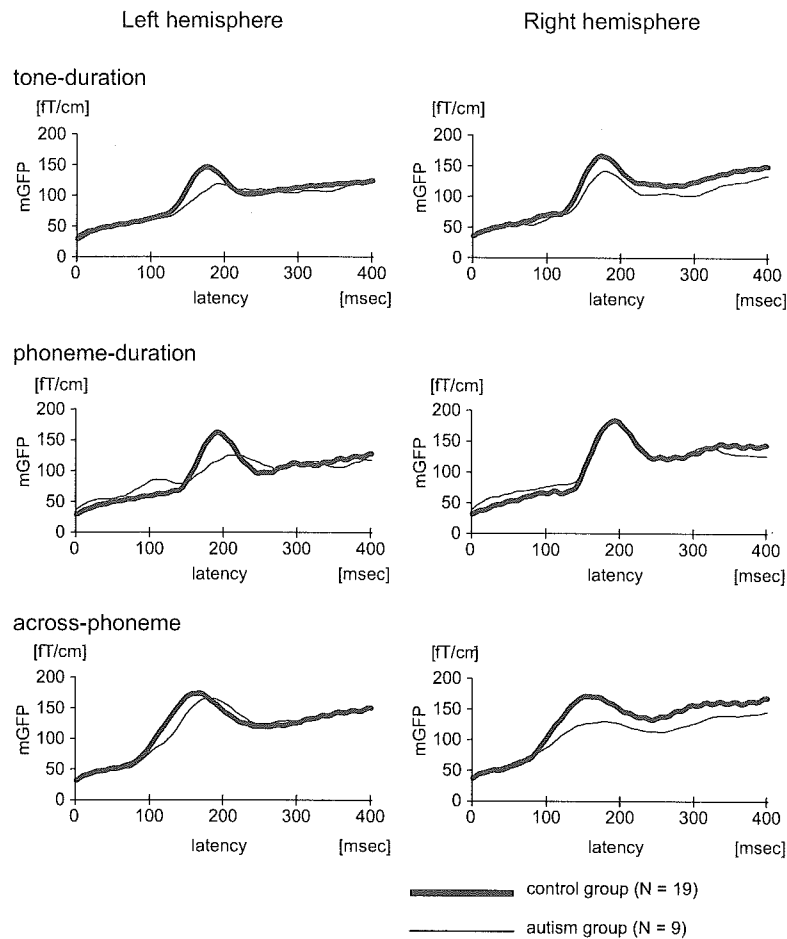 Left hemisphere Right hemisphere
tone-duration
[fT/cm] [fT/cm]
mGFP 200 150 100 50 0 mGFP 200 150 100 50 0
0 100 200 300 400 0 100 200 300 400
latency [msec] latency [msec]
phoneme-duration
[fT/cm] [fT/cm]
mGFP 200 150 100 50 0 mGFP 200 150 100 50 0
0 100 200 300 400 0 100 200 300 400
latency [msec] latency [msec]
across-phoneme
[fT/cm] [fT/cm]
mGFP 200 150 100 50 0 mGFP 200 150 100 50 0
0 100 200 300 400 0 100 200 300 400
latency [msec] latency [msec]
control group (N = 19)
autism group (N = 9)